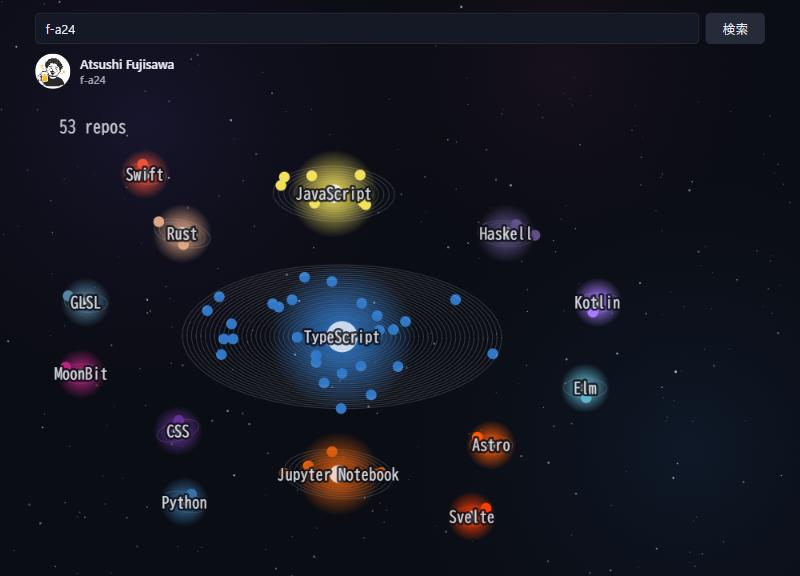 f-a24
検索
Atsushi Fujisawa
f-a24
53 repos
Swift
JavaScript
Rust
Haskell
GLSL
Kotlin
TypeScript
MoonBit
Elm
CSS
Astro
Jupyter Notebook
Python
Svelte